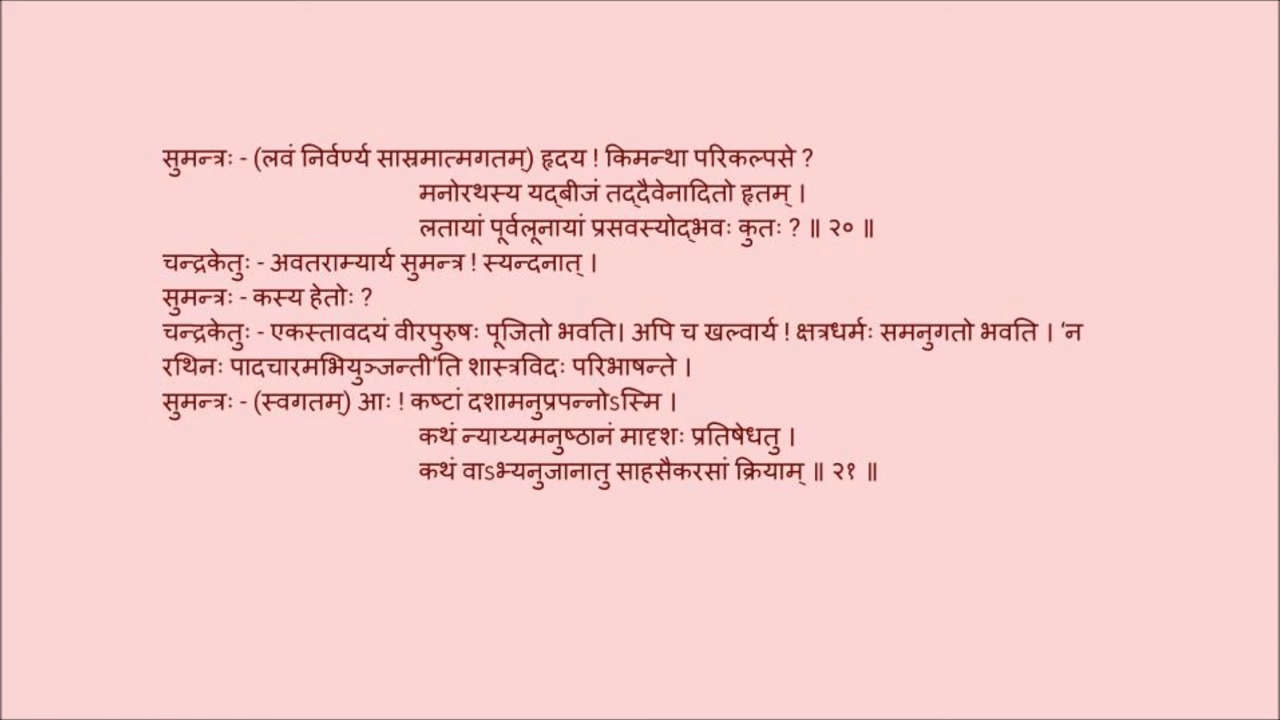 सुमन्त्रः - (लवं निर्वर्ण्य सास्रमात्मगतम्) हृदय ! किमन्था परिकल्पसे ?
मनोरथस्य यद्बीजं तद्दैवेनादितो हृतम् ।
लतायां पूर्वलूनायां प्रसवस्योद्भवः कुतः ? ॥ २० ॥
चन्द्रकेतुः - अवतराम्यार्य सुमन्त्र ! स्यन्दनात् ।
सुमन्त्रः - कस्य हेतोः ?
चन्द्रकेतुः - एकस्तावदयं वीरपुरुषः पूजितो भवति। अपि च खल्वार्य ! क्षत्रधर्मः समनुगतो भवति । ‘न
रथिनः पादचारमभियुञ्जन्ती’ति शास्त्रविदः परिभाषन्ते ।
सुमन्त्रः - (स्वगतम्) आः ! कष्टां दशामनुप्रपन्नोऽस्मि ।
कथं न्याय्यमनुष्ठानं मादृशः प्रतिषेधतु ।
कथं वाऽभ्यनुजानातु साहसैकरसां क्रियाम् ॥ २१ ॥